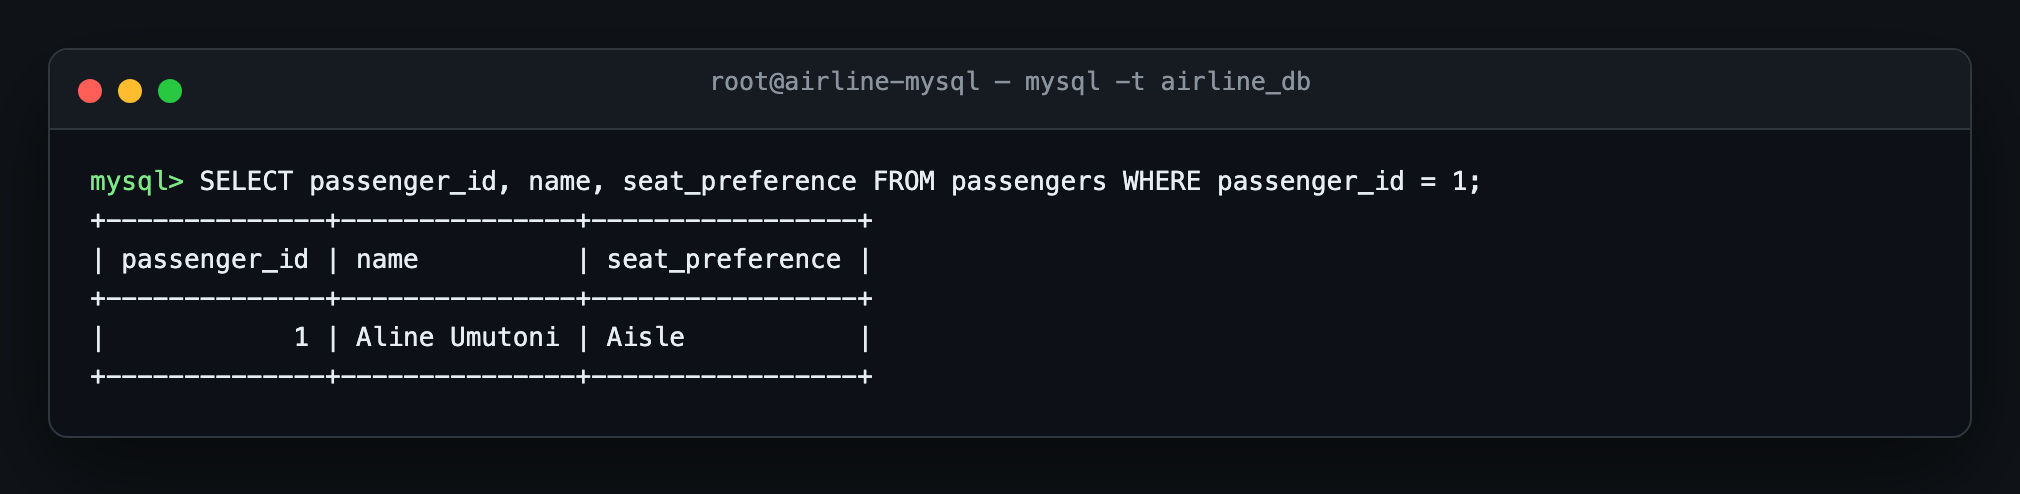 root@airline-mysql — mysql -t airline_db
mysql> SELECT passenger_id, name, seat_preference FROM passengers WHERE passenger_id = 1;
+--------------+---------------+-----------------+
| passenger_id | name          | seat_preference |
+--------------+---------------+-----------------+
|            1 | Aline Umutoni | Aisle           |
+--------------+---------------+-----------------+